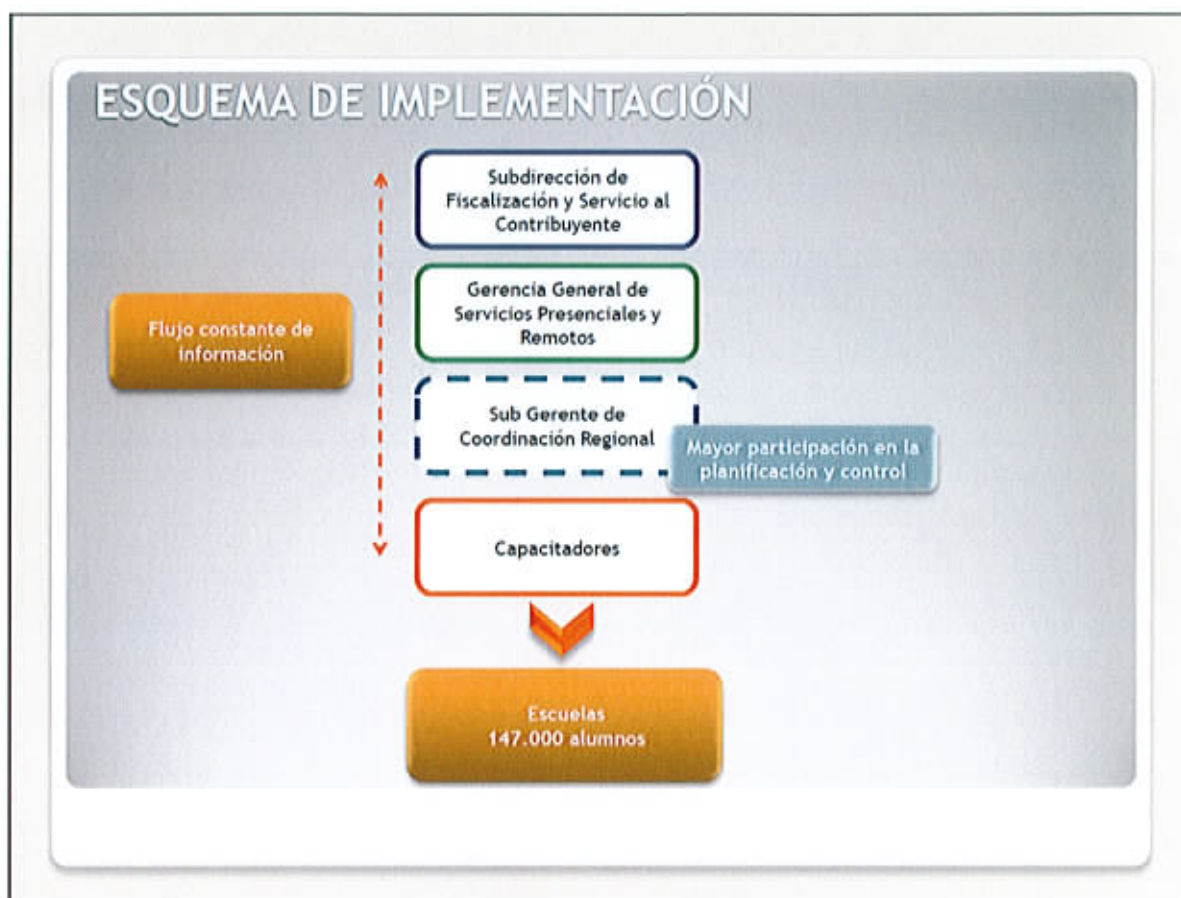 ESQUEMA DE IMPLEMENTACIÓN
Subdirección de
Fiscalización y Servicio al
Contribuyente
Gerencia General de
Servicios Presenciales y
Remotos
Flujo constante de
información
Sub Gerente de
Coordinación Regional
Mayor participación en la
planificación y control
Capacitadores
Escuelas
147.000 alumnos